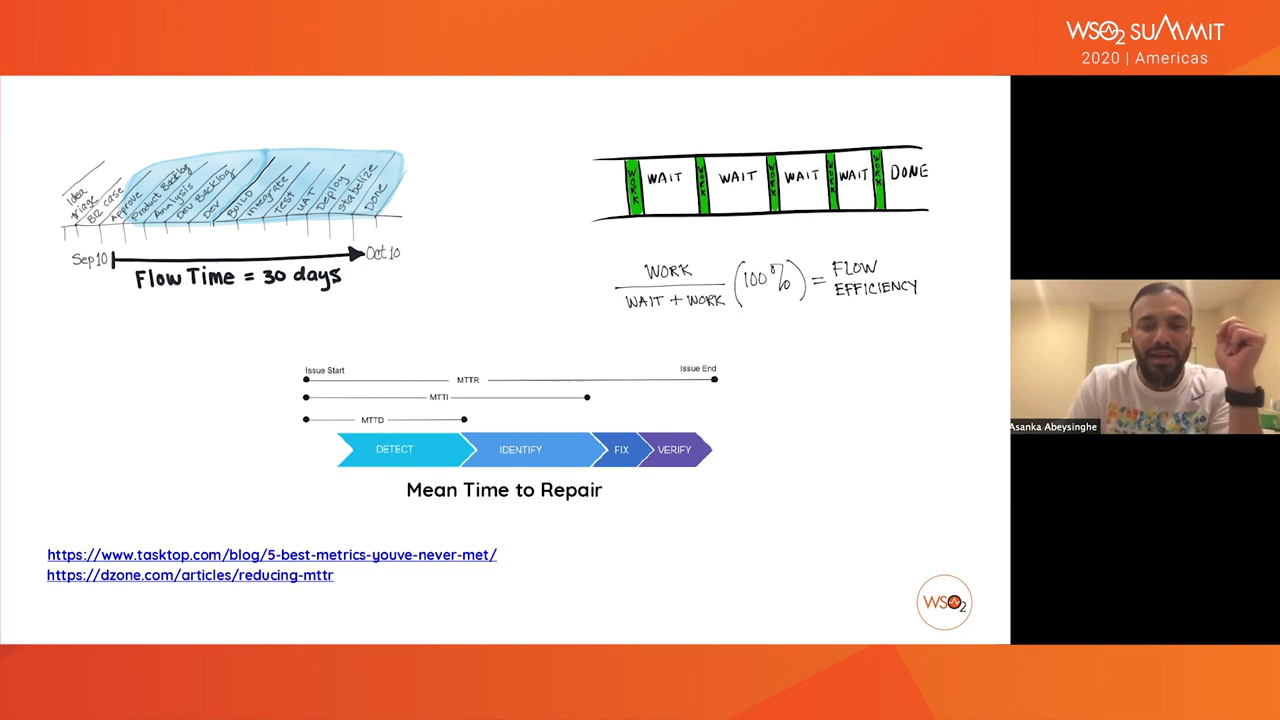 WSO2 SUMMIT
2020 | Americas
Idea
Triage
Biz case
Approve
Product Backlog
Analysis
Dev Backlog
Dev
Build
Integrate
Test
UAT
Deploy
Stabelize
Done
Sep 10
Oct 10
Flow Time = 30 days
WORK WAIT WORK WAIT WORK WAIT WORK WAIT WORK DONE
WORK
WAIT + WORK
(100%) =
FLOW
EFFICIENCY
Issue Start
Issue End
MTTR
MTTI
MTTD
DETECT
IDENTIFY
FIX
VERIFY
Mean Time to Repair
https://www.tasktop.com/blog/5-best-metrics-youve-never-met/
https://dzone.com/articles/reducing-mttr
WSO2
Asanka Abeysinghe